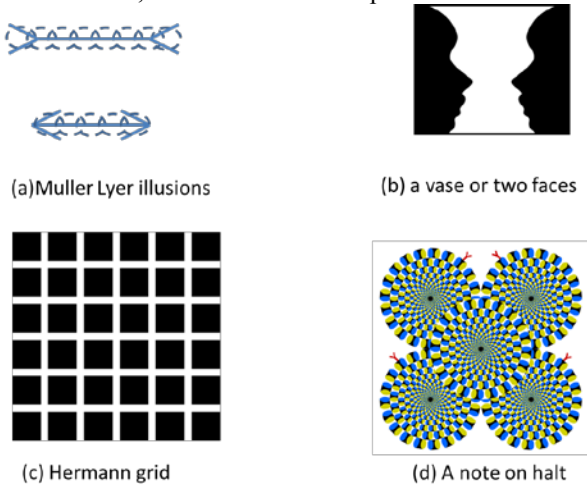 (a)Muller Lyer illusions
(b) a vase or two faces
(c) Hermann grid
(d) A note on halt